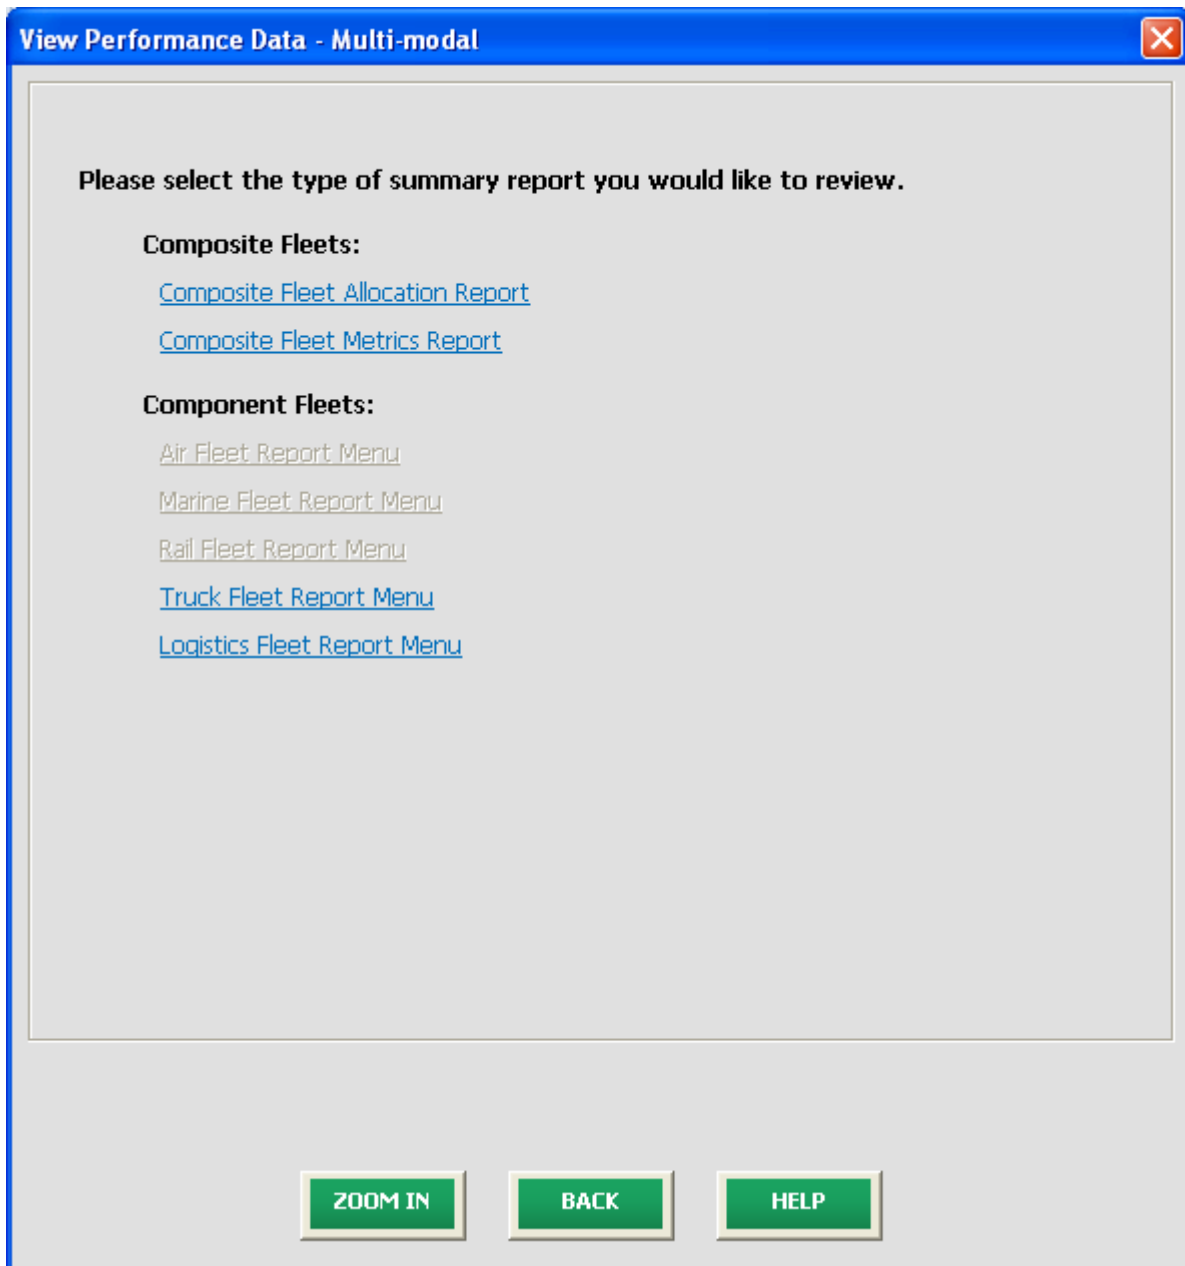 View Performance Data - Multi-modal
Please select the type of summary report you would like to review.
Composite Fleets:
Composite Fleet Allocation Report
Composite Fleet Metrics Report
Component Fleets:
Air Fleet Report Menu
Marine Fleet Report Menu
Rail Fleet Report Menu
Truck Fleet Report Menu
Logistics Fleet Report Menu
ZOOM IN BACK HELP